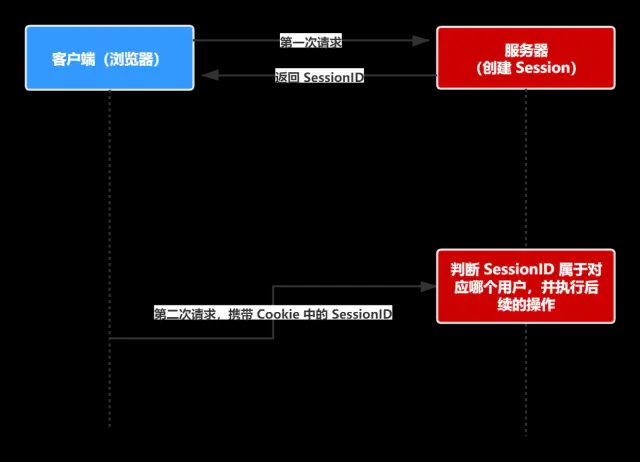 第一次请求
客户端（浏览器）
服务器
（创建 Session）
返回 SessionID
判断 SessionID 属于对
应哪个用户，并执行后
续的操作
第二次请求，携带 Cookie 中的 SessionID